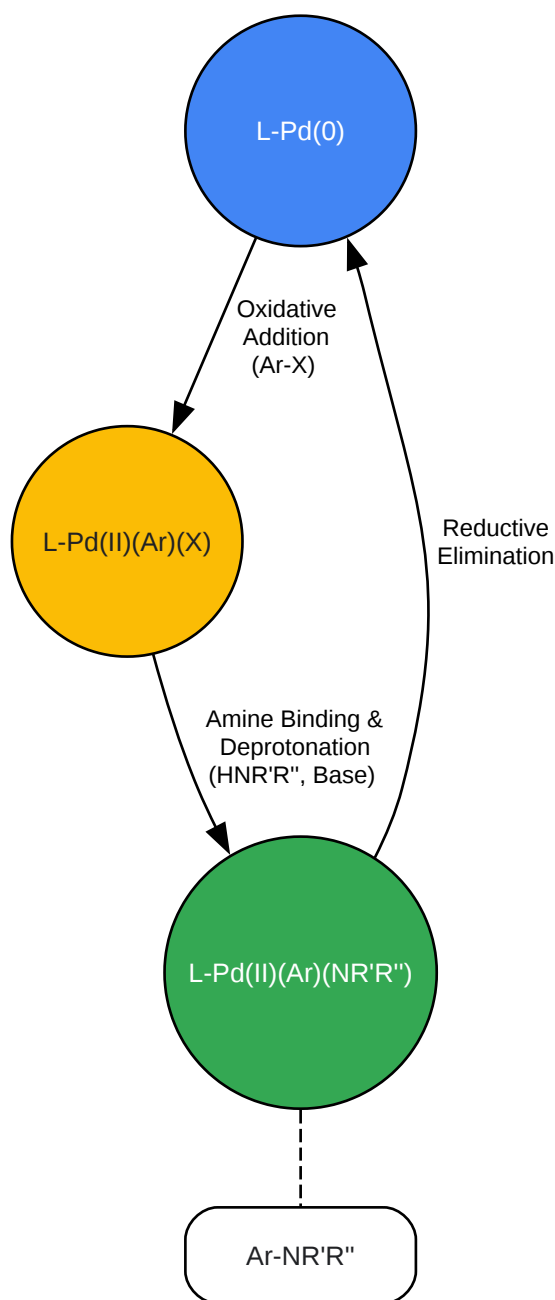 L-Pd(0)
Oxidative
Addition
(Ar-X)
L-Pd(II)(Ar)(X)
Reductive
Elimination
Amine Binding &
Deprotonation
(HNR'R'', Base)
L-Pd(II)(Ar)(NR'R'')
Ar-NR'R''